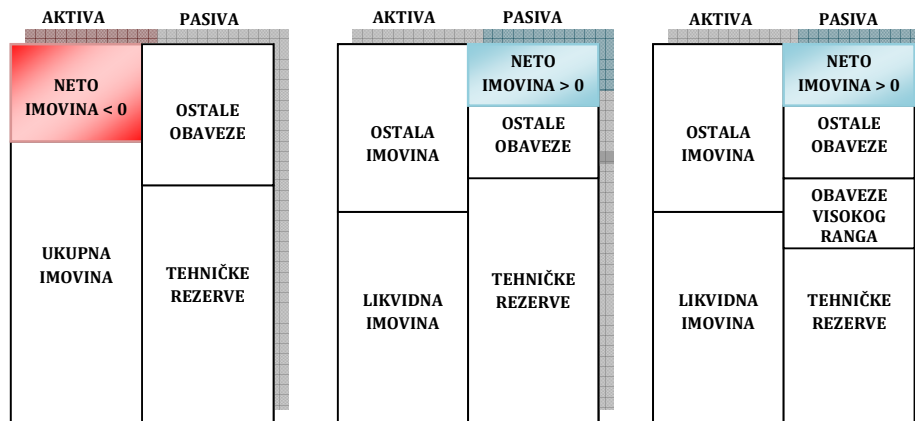 AKTIVA PASIVA
NETO
IMOVINA < 0
OSTALE
OBAVEZE
UKUPNA
IMOVINA
TEHNIČKE
REZERVE
AKTIVA PASIVA
NETO
IMOVINA > 0
OSTALA
IMOVINA
OSTALE
OBAVEZE
LIKVIDNA
IMOVINA
TEHNIČKE
REZERVE
AKTIVA PASIVA
NETO
IMOVINA > 0
OSTALA
IMOVINA
OSTALE
OBAVEZE
OBAVEZE
VISOKOG
RANGA
LIKVIDNA
IMOVINA
TEHNIČKE
REZERVE